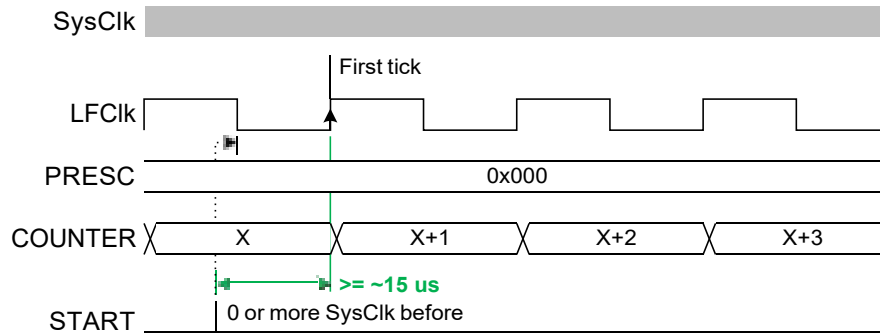 SysClk
First tick
LFClk
PRESC 0x000
COUNTER X X+1 X+2 X+3
>= ~15 us
0 or more SysClk before
START